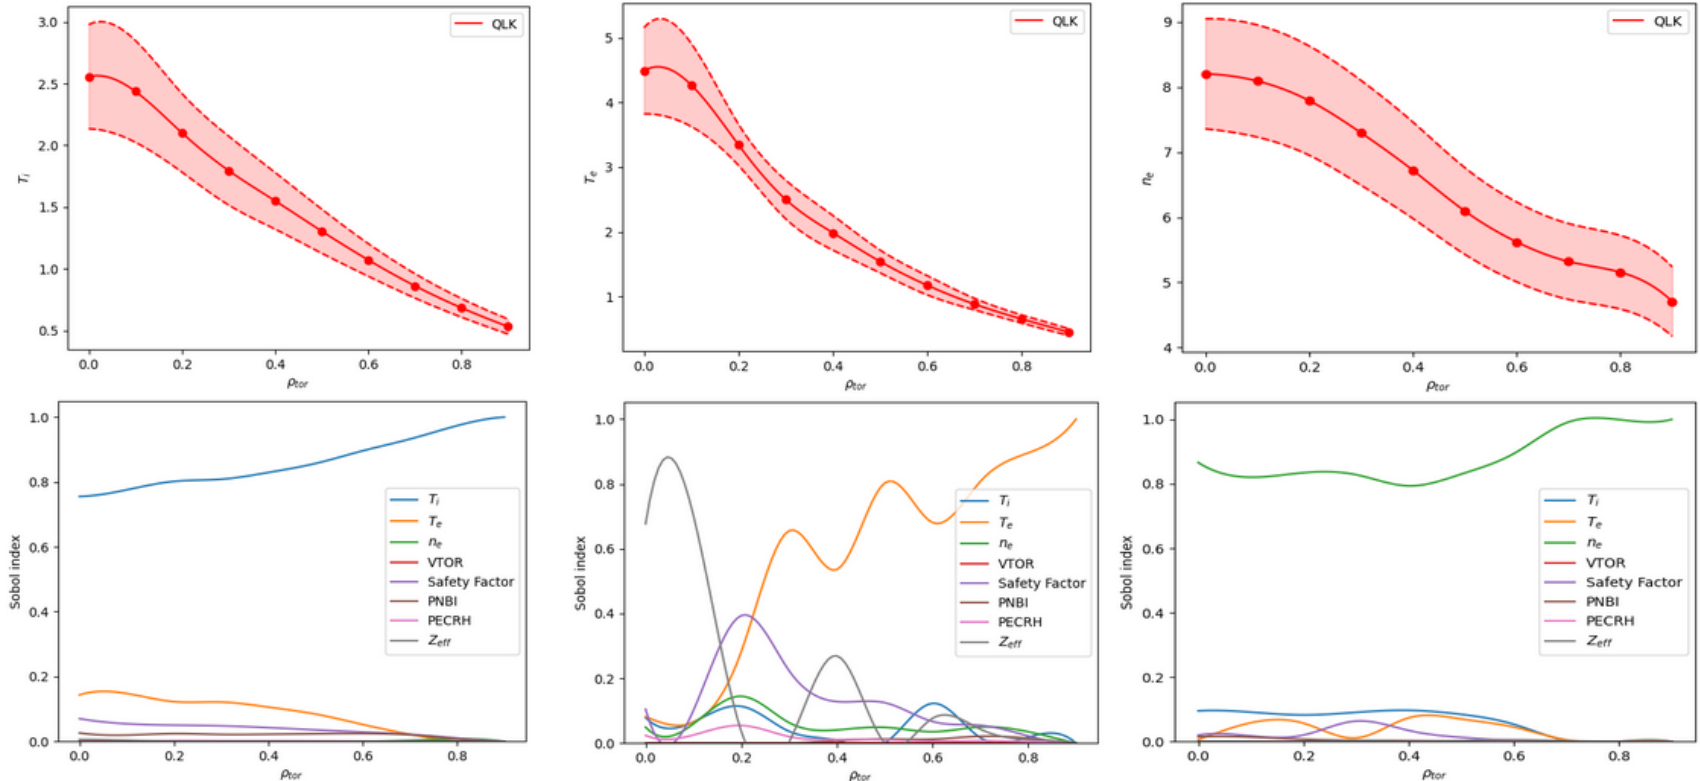 QLK
3.0
2.5
2.0
1.5
1.0
0.5
T_i
0.0 0.2 0.4 0.6 0.8
ρ_tor
QLK
5
4
3
2
1
T_e
0.0 0.2 0.4 0.6 0.8
ρ_tor
QLK
9
8
7
6
5
4
n_e
0.0 0.2 0.4 0.6 0.8
ρ_tor
1.0
0.8
0.6
0.4
0.2
0.0
Sobol index
T_i
T_e
n_e
VTOR
Safety Factor
PNBI
PECRH
Z_eff
0.0 0.2 0.4 0.6 0.8
ρ_tor
1.0
0.8
0.6
0.4
0.2
0.0
Sobol index
T_i
T_e
n_e
VTOR
Safety Factor
PNBI
PECRH
Z_eff
0.0 0.2 0.4 0.6 0.8
ρ_tor
1.0
0.8
0.6
0.4
0.2
0.0
Sobol index
T_i
T_e
n_e
VTOR
Safety Factor
PNBI
PECRH
Z_eff
0.0 0.2 0.4 0.6 0.8
ρ_tor